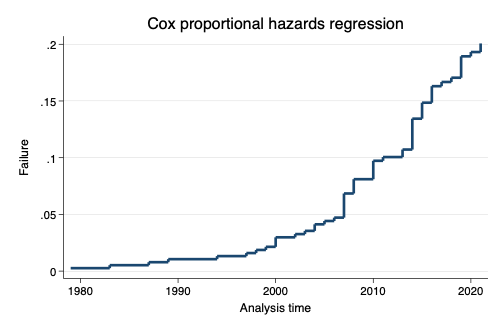 Cox proportional hazards regression
.2
.15
.1
.05
0
Failure
1980 1990 2000 2010 2020
Analysis time